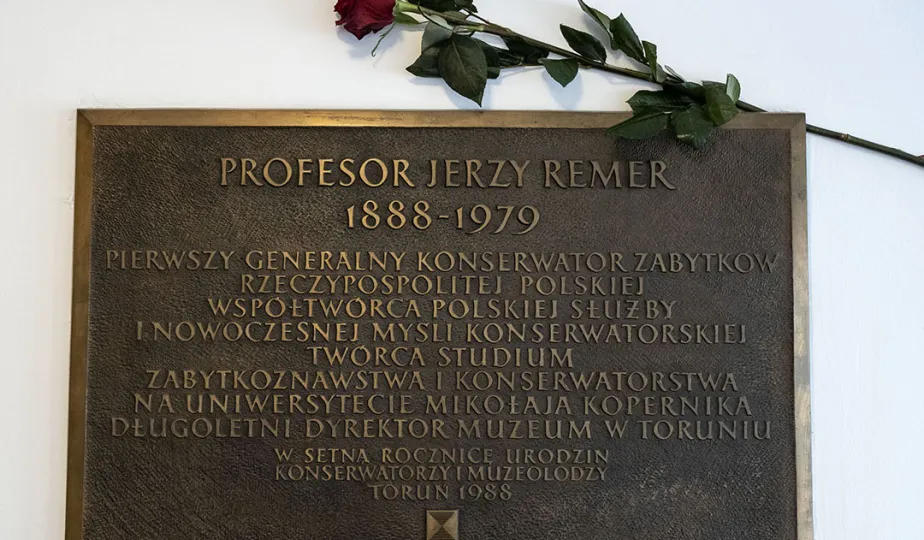 PROFESOR JERZY REMER
1888-1979
PIERWSZY GENERALNY KONSERWATOR ZABYTKÓW
RZECZYPOSPOLITEJ POLSKIEJ
WSPÓŁTWÓRCA POLSKIEJ SŁUŻBY
I NOWOCZESNEJ MYŚLI KONSERWATORSKIEJ
TWÓRCA STUDIUM
ZABYTKOZNAWSTWA I KONSERWATORSTWA
NA UNIWERSYTECIE MIKOŁAJA KOPERNIKA
DŁUGOLETNI DYREKTOR MUZEUM W TORUNIU
W SETNĄ ROCZNICĘ URODZIN
KONSERWATORZY I MUZEOLODZY
TORUŃ 1988